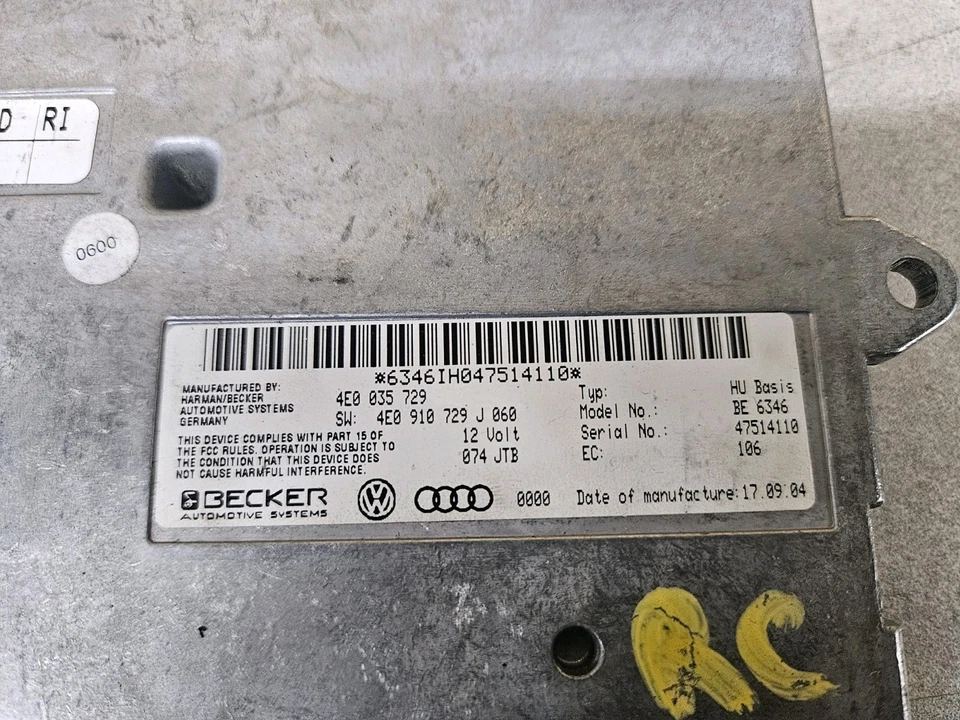 D RI
0600
*6346IH047514110*
MANUFACTURED BY:
HARMAN/BECKER
AUTOMOTIVE SYSTEMS
GERMANY
4E0 035 729
SW: 4E0 910 729 J 060
12 Volt
074 JTB
THIS DEVICE COMPLIES WITH PART 15 OF
THE FCC RULES. OPERATION IS SUBJECT TO
THE CONDITION THAT THIS DEVICE DOES
NOT CAUSE HARMFUL INTERFERENCE.
Typ: HU Basis
Model No.: BE 6346
Serial No.: 47514110
EC: 106
BECKER
AUTOMOTIVE SYSTEMS
VW
0000
Date of manufacture:17.09.04
RC